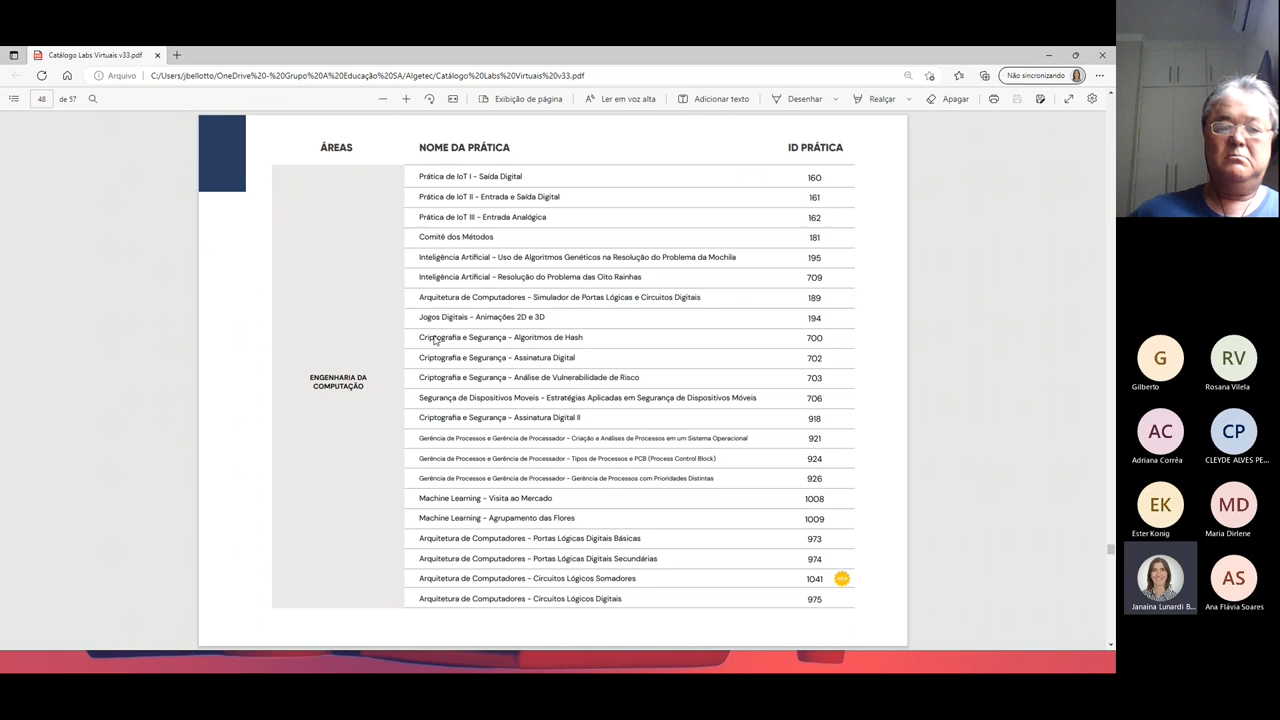 Catálogo Labs Virtuais v33.pdf
Arquivo
C:/Users/jbellotto/OneDrive%20-%20Grupo%20A%20Educação%20SA/Algetec/Catálogo%20Labs%20Virtuais%20v33.pdf
Não sincronizando
48 de 57
Exibição de página
Ler em voz alta
Adicionar texto
Desenhar
Realçar
Apagar
ÁREAS NOME DA PRÁTICA ID PRÁTICA
Prática de IoT I - Saída Digital 160
Prática de IoT II - Entrada e Saída Digital 161
Prática de IoT III - Entrada Analógica 162
Comitê dos Métodos 181
Inteligência Artificial - Uso de Algoritmos Genéticos na Resolução do Problema da Mochila 195
Inteligência Artificial - Resolução do Problema das Oito Rainhas 709
Arquitetura de Computadores - Simulador de Portas Lógicas e Circuitos Digitais 189
Jogos Digitais - Animações 2D e 3D 194
Criptografia e Segurança - Algoritmos de Hash 700
Criptografia e Segurança - Assinatura Digital 702
ENGENHARIA DA
COMPUTAÇÃO
Criptografia e Segurança - Análise de Vulnerabilidade de Risco 703
Segurança de Dispositivos Moveis - Estratégias Aplicadas em Segurança de Dispositivos Móveis 706
Criptografia e Segurança - Assinatura Digital II 918
Gerência de Processos e Gerência de Processador - Criação e Análises de Processos em um Sistema Operacional 921
Gerência de Processos e Gerência de Processador - Tipos de Processos e PCB (Process Control Block) 924
Gerência de Processos e Gerência de Processador - Gerência de Processos com Prioridades Distintas 926
Machine Learning - Visita ao Mercado 1008
Machine Learning - Agrupamento das Flores 1009
Arquitetura de Computadores - Portas Lógicas Digitais Básicas 973
Arquitetura de Computadores - Portas Lógicas Digitais Secundárias 974
Arquitetura de Computadores - Circuitos Lógicos Somadores 1041
Arquitetura de Computadores - Circuitos Lógicos Digitais 975
G RV
Gilberto Rosana Vilela
AC CP
Adriana Corrêa CLEYDE ALVES PE...
EK MD
Ester Konig Maria Dirlene
AS
Janaina Lunardi B... Ana Flávia Soares